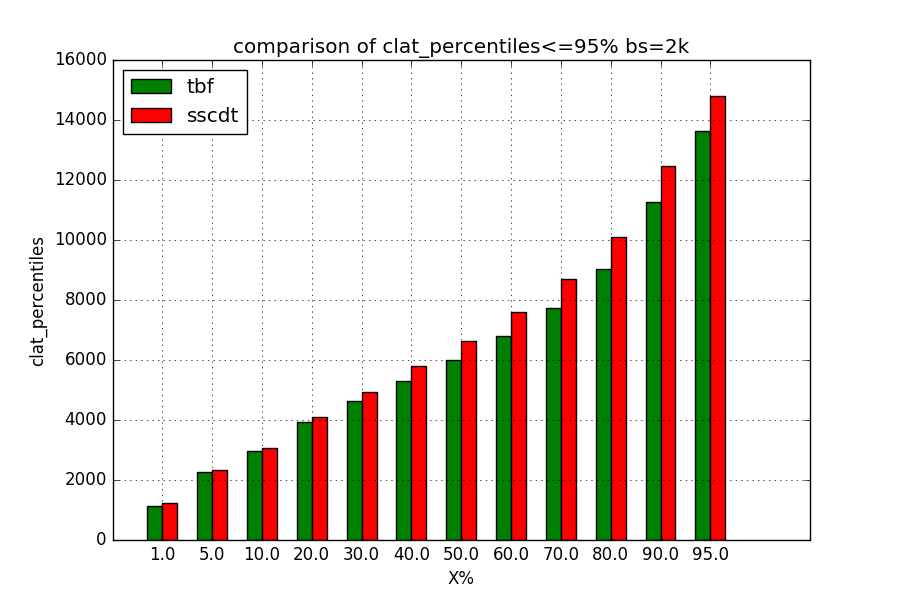 comparison of clat_percentiles<=95% bs=2k
16000
14000
12000
10000
8000
6000
4000
2000
0
clat_percentiles
tbf
sscdt
1.0 5.0 10.0 20.0 30.0 40.0 50.0 60.0 70.0 80.0 90.0 95.0
X%